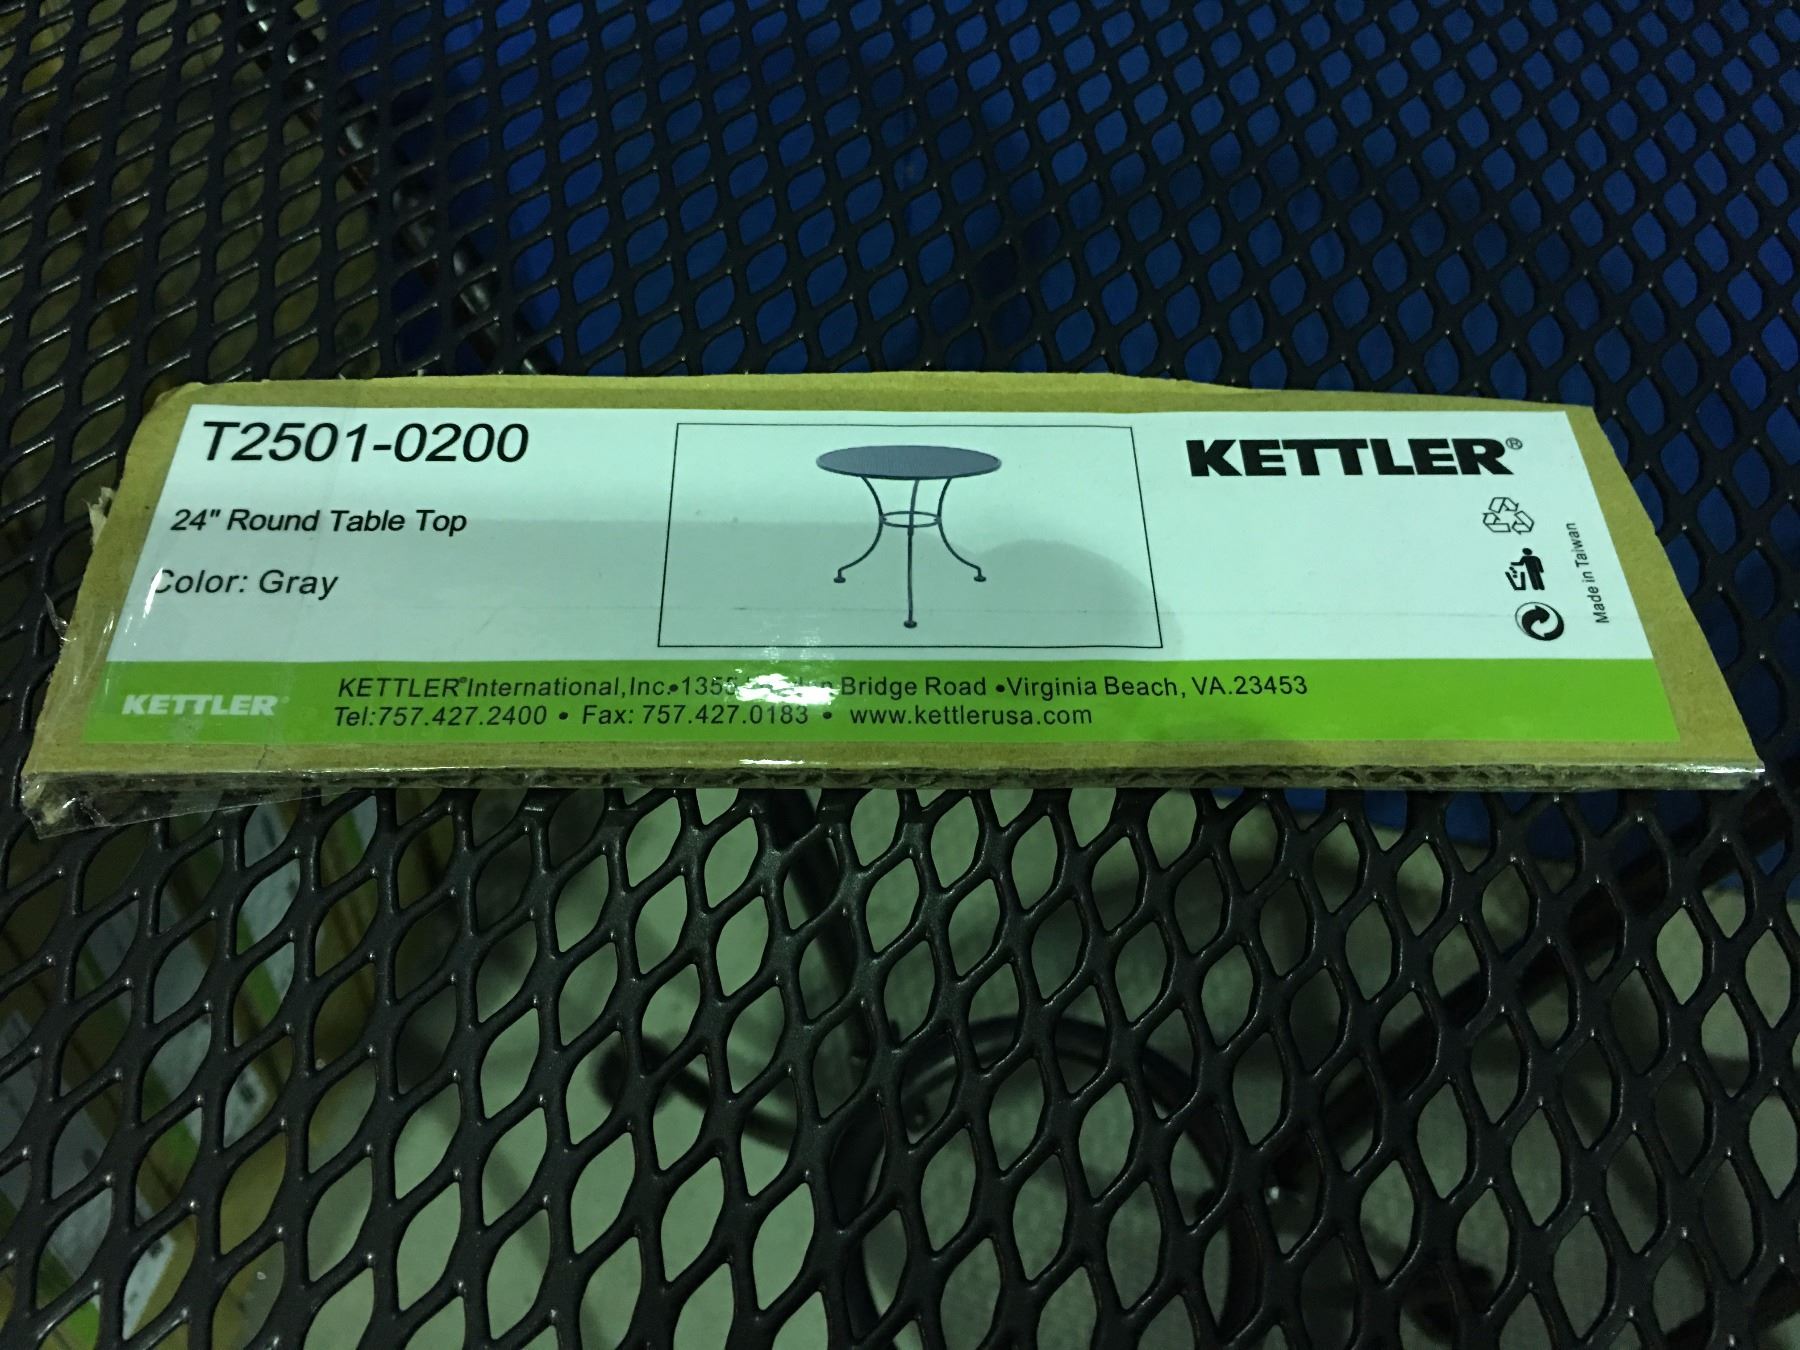 T2501-0200
24" Round Table Top
Color: Gray
KETTLER®
Made in Taiwan
KETTLER®
KETTLER® International, Inc. • 1355 Bridge Road • Virginia Beach, VA. 23453
Tel: 757.427.2400 • Fax: 757.427.0183 • www.kettlerusa.com